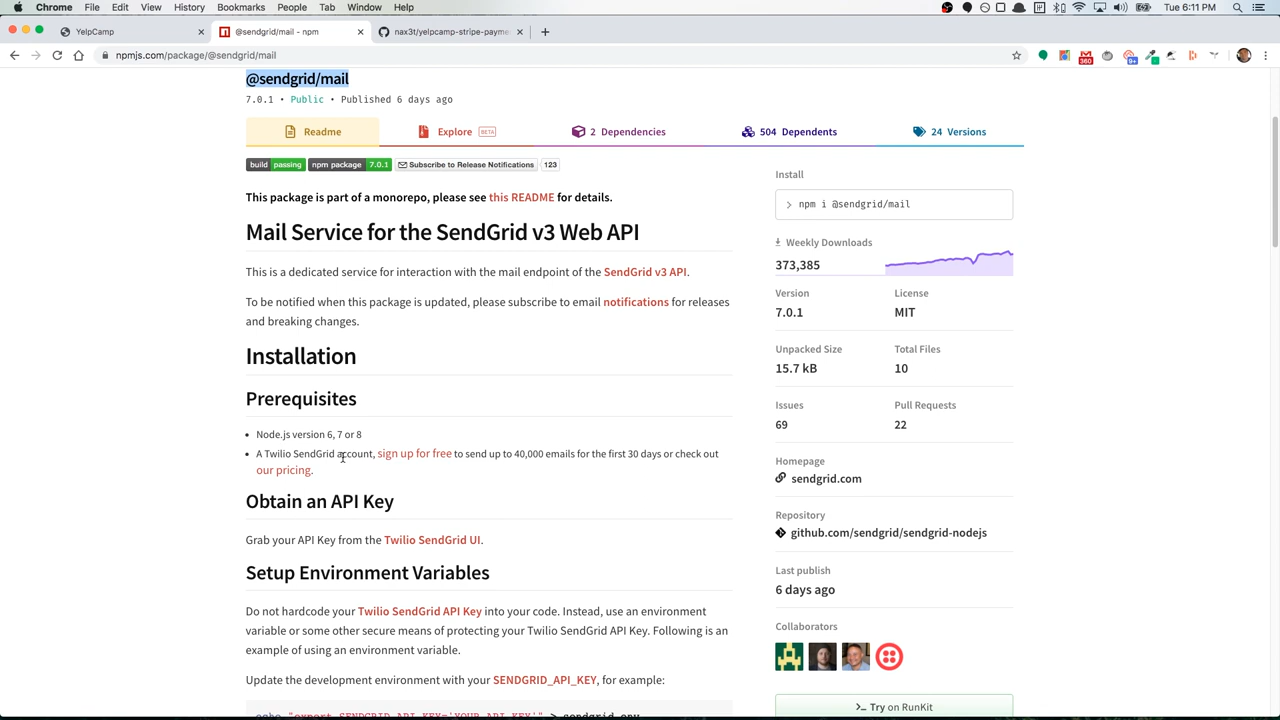 Chrome File Edit View History Bookmarks People Tab Window Help
Tue 6:11 PM
YelpCamp
@sendgrid/mail - npm
nax3t/yelpcamp-stripe-payme
npmjs.com/package/@sendgrid/mail
360
9+
@sendgrid/mail
7.0.1 • Public • Published 6 days ago
Readme
Explore BETA
2 Dependencies
504 Dependents
24 Versions
build passing npm package 7.0.1 Subscribe to Release Notifications 123
This package is part of a monorepo, please see this README for details.
Mail Service for the SendGrid v3 Web API
This is a dedicated service for interaction with the mail endpoint of the SendGrid v3 API.
To be notified when this package is updated, please subscribe to email notifications for releases
and breaking changes.
Installation
Prerequisites
• Node.js version 6, 7 or 8
• A Twilio SendGrid account, sign up for free to send up to 40,000 emails for the first 30 days or check out
our pricing.
Obtain an API Key
Grab your API Key from the Twilio SendGrid UI.
Setup Environment Variables
Do not hardcode your Twilio SendGrid API Key into your code. Instead, use an environment
variable or some other secure means of protecting your Twilio SendGrid API Key. Following is an
example of using an environment variable.
Update the development environment with your SENDGRID_API_KEY, for example:
echo "export SENDGRID_API_KEY='YOUR_API_KEY'" > sendgrid.env
Install
> npm i @sendgrid/mail
Weekly Downloads
373,385
Version
License
7.0.1
MIT
Unpacked Size
Total Files
15.7 kB
10
Issues
Pull Requests
69
22
Homepage
sendgrid.com
Repository
github.com/sendgrid/sendgrid-nodejs
Last publish
6 days ago
Collaborators
Try on RunKit